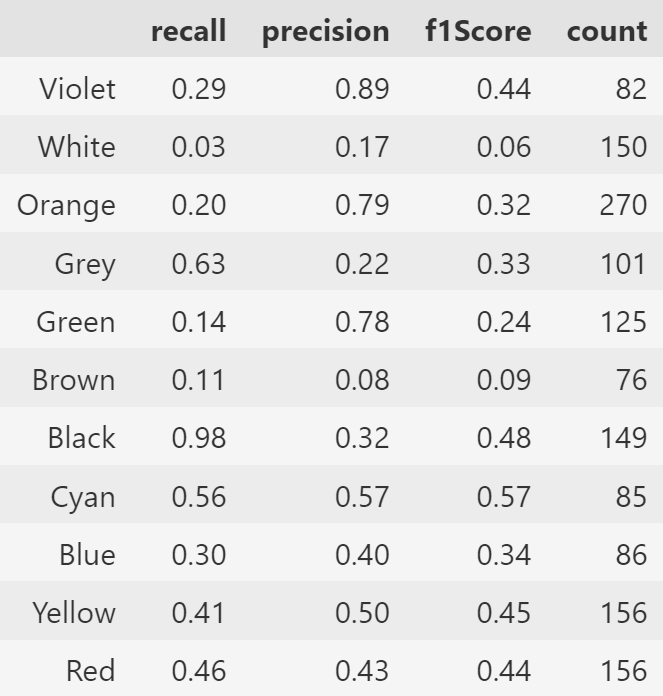 recall precision f1Score count
Violet 0.29 0.89 0.44 82
White 0.03 0.17 0.06 150
Orange 0.20 0.79 0.32 270
Grey 0.63 0.22 0.33 101
Green 0.14 0.78 0.24 125
Brown 0.11 0.08 0.09 76
Black 0.98 0.32 0.48 149
Cyan 0.56 0.57 0.57 85
Blue 0.30 0.40 0.34 86
Yellow 0.41 0.50 0.45 156
Red 0.46 0.43 0.44 156